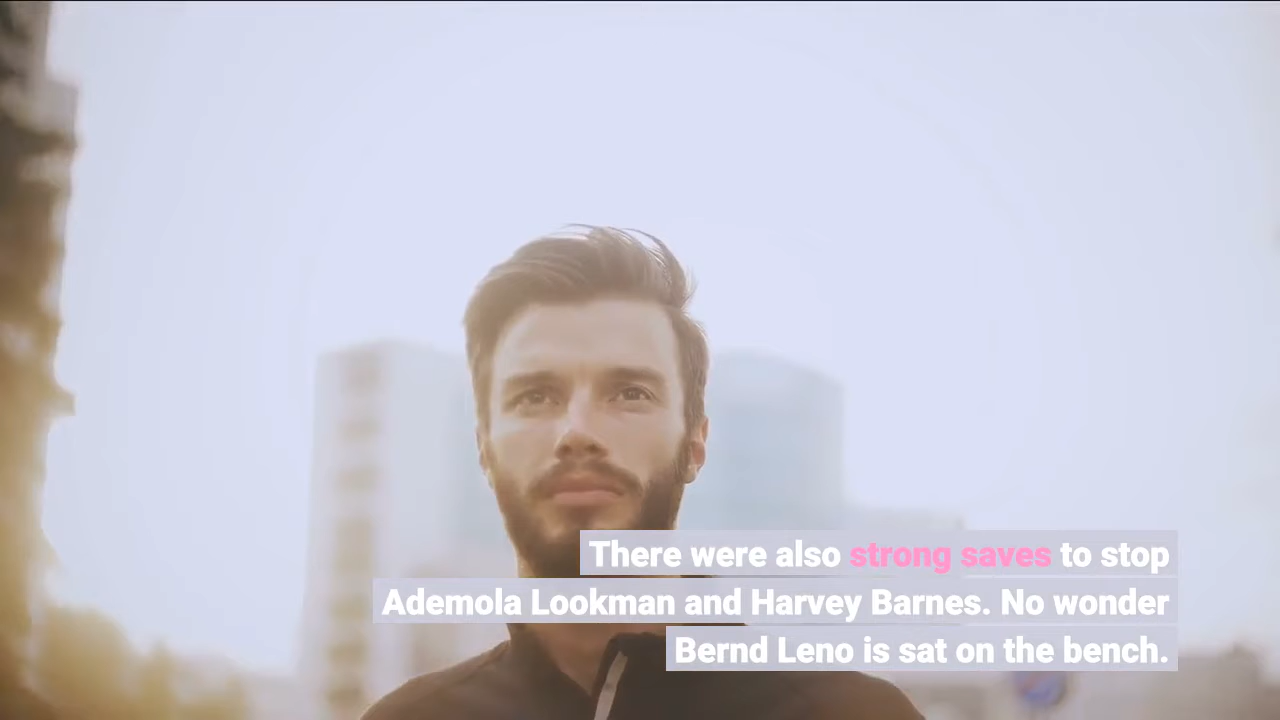 There were also strong saves to stop
Ademola Lookman and Harvey Barnes. No wonder
Bernd Leno is sat on the bench.